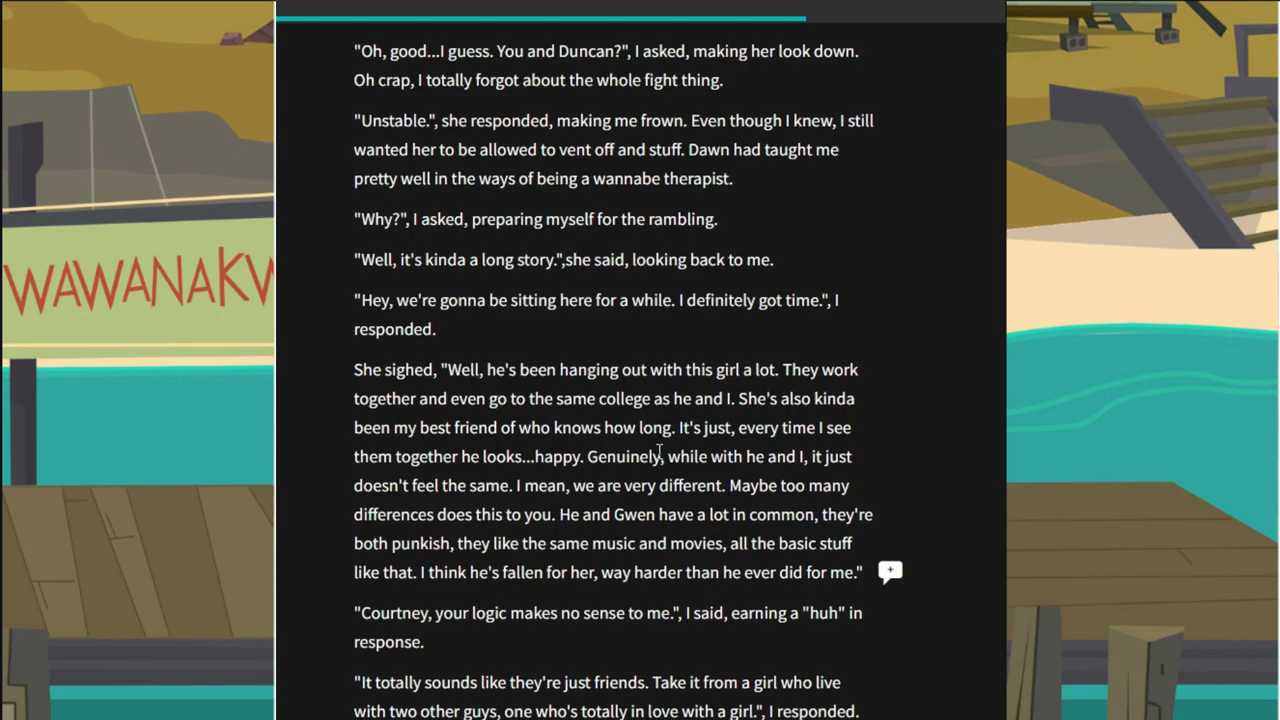 "Oh, good...I guess. You and Duncan?", I asked, making her look down.
Oh crap, I totally forgot about the whole fight thing.
"Unstable.", she responded, making me frown. Even though I knew, I still
wanted her to be allowed to vent off and stuff. Dawn had taught me
pretty well in the ways of being a wannabe therapist.
"Why?", I asked, preparing myself for the rambling.
"Well, it's kinda a long story.",she said, looking back to me.
"Hey, we're gonna be sitting here for a while. I definitely got time.", I
responded.
She sighed, "Well, he's been hanging out with this girl a lot. They work
together and even go to the same college as he and I. She's also kinda
been my best friend of who knows how long. It's just, every time I see
them together he looks...happy. Genuinely, while with he and I, it just
doesn't feel the same. I mean, we are very different. Maybe too many
differences does this to you. He and Gwen have a lot in common, they're
both punkish, they like the same music and movies, all the basic stuff
like that. I think he's fallen for her, way harder than he ever did for me."
"Courtney, your logic makes no sense to me.", I said, earning a "huh" in
response.
"It totally sounds like they're just friends. Take it from a girl who live
with two other guys, one who's totally in love with a girl.", I responded.
WAWANAKW